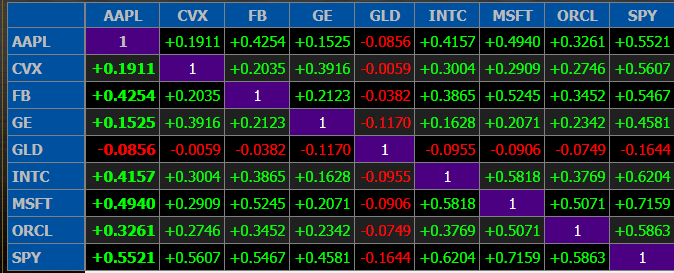 AAPL CVX FB GE GLD INTC MSFT ORCL SPY
AAPL 1 +0.1911 +0.4254 +0.1525 -0.0856 +0.4157 +0.4940 +0.3261 +0.5521
CVX +0.1911 1 +0.2035 +0.3916 -0.0059 +0.3004 +0.2909 +0.2746 +0.5607
FB +0.4254 +0.2035 1 +0.2123 -0.0382 +0.3865 +0.5245 +0.3452 +0.5467
GE +0.1525 +0.3916 +0.2123 1 -0.1170 +0.1628 +0.2071 +0.2342 +0.4581
GLD -0.0856 -0.0059 -0.0382 -0.1170 1 -0.0955 -0.0906 -0.0749 -0.1644
INTC +0.4157 +0.3004 +0.3865 +0.1628 -0.0955 1 +0.5818 +0.3769 +0.6204
MSFT +0.4940 +0.2909 +0.5245 +0.2071 -0.0906 +0.5818 1 +0.5071 +0.7159
ORCL +0.3261 +0.2746 +0.3452 +0.2342 -0.0749 +0.3769 +0.5071 1 +0.5863
SPY +0.5521 +0.5607 +0.5467 +0.4581 -0.1644 +0.6204 +0.7159 +0.5863 1